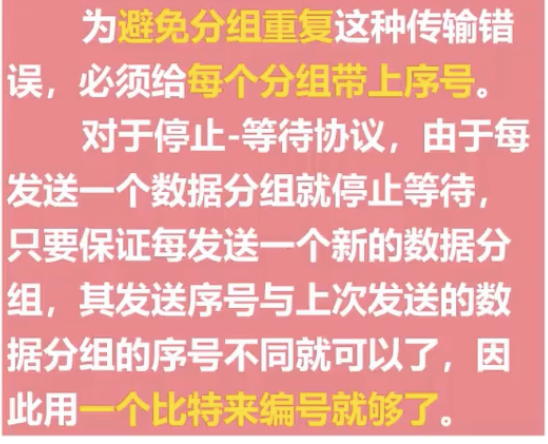 为避免分组重复这种传输错
误，必须给每个分组带上序号。
对于停止-等待协议，由于每
发送一个数据分组就停止等待，
只要保证每发送一个新的数据分
组，其发送序号与上次发送的数
据分组的序号不同就可以了，因
此用一个比特来编号就够了。